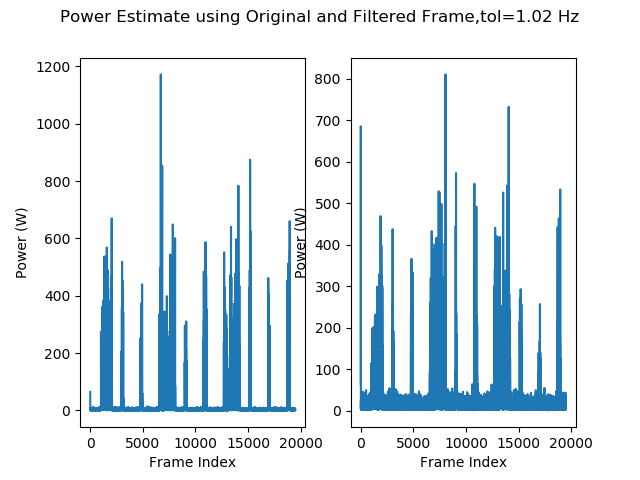 Power Estimate using Original and Filtered Frame,tol=1.02 Hz
Power (W)
1200
1000
800
600
400
200
0
0 5000 10000 15000 20000
Frame Index
Power (W)
800
700
600
500
400
300
200
100
0
0 5000 10000 15000 20000
Frame Index